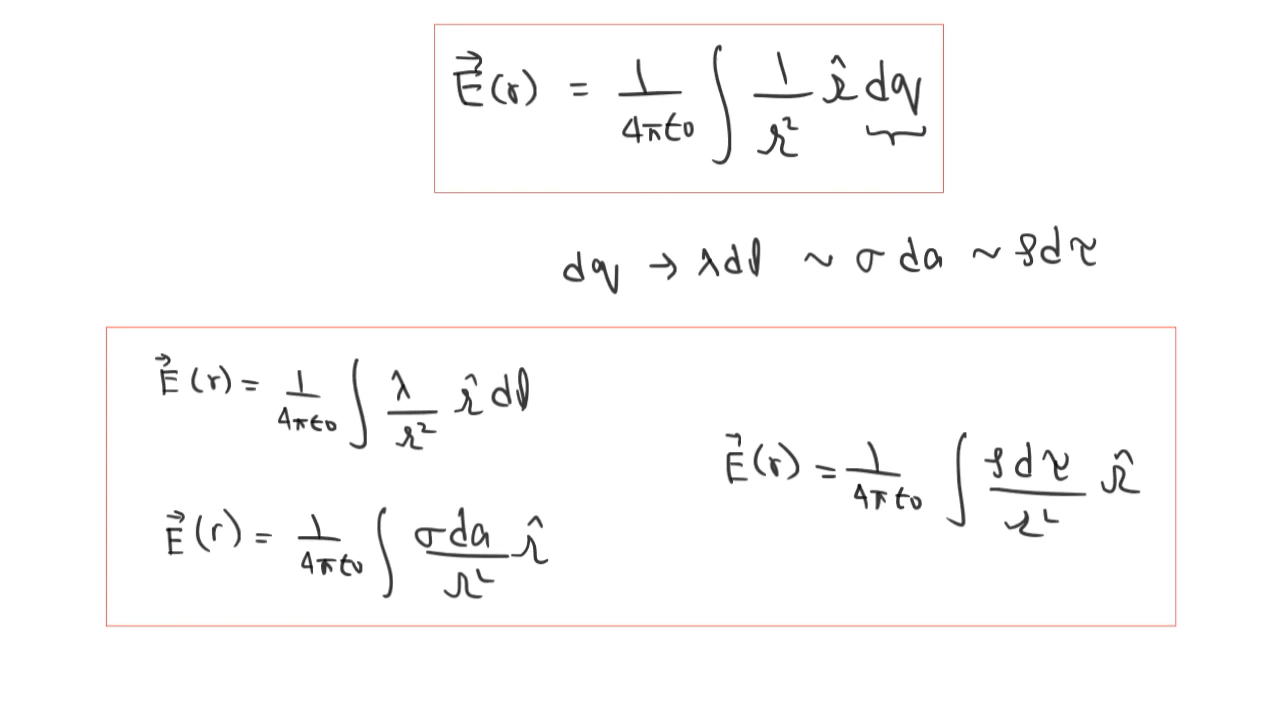 E⃗(r) = 1/4πϵ0 ∫ 1/𝓇² 𝓇̂ dq
dq → λdl ~ σ da ~ ρdτ
E⃗(r) = 1/4πϵ0 ∫ λ/𝓇² 𝓇̂ dl
E⃗(r) = 1/4πϵ0 ∫ σda/𝓇² 𝓇̂
E⃗(r) = 1/4πϵ0 ∫ ρdτ/𝓇² 𝓇̂